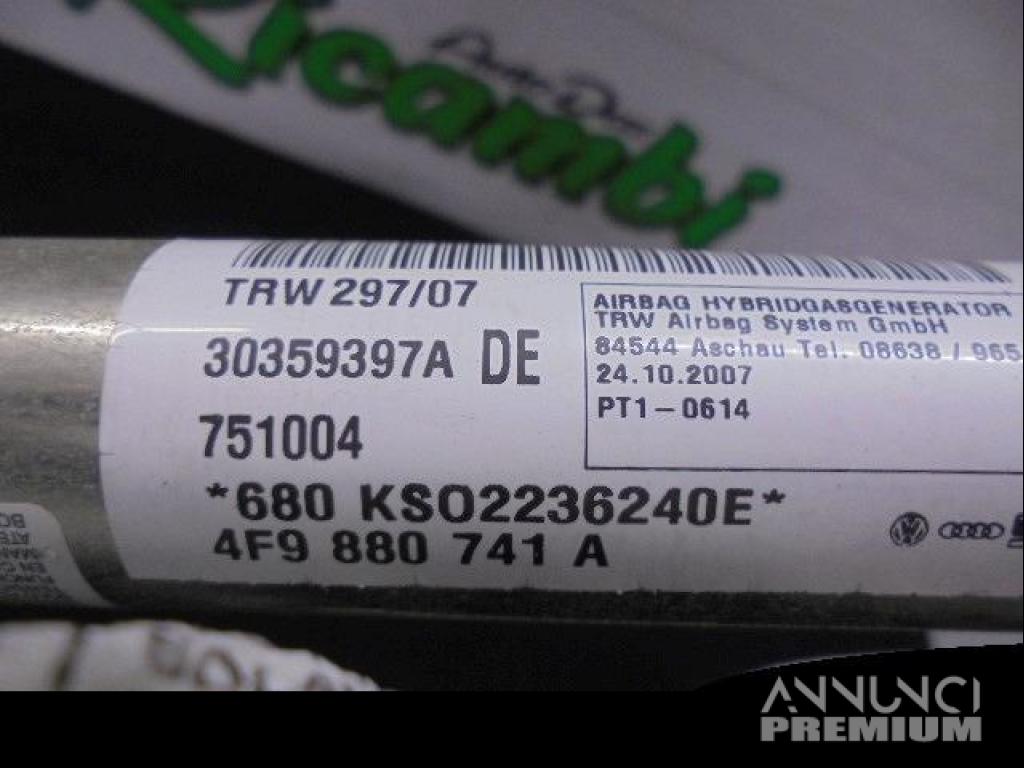 Ricambi
TRW 297/07
30359397A DE
751004
*680 KSO2236240E*
4F9 880 741 A
AIRBAG HYBRIDGASGENERATOR
TRW Airbag System GmbH
84544 Aschau Tel. 08638 / 965
24.10.2007
PT1-0614
ANNUNCI
PREMIUM